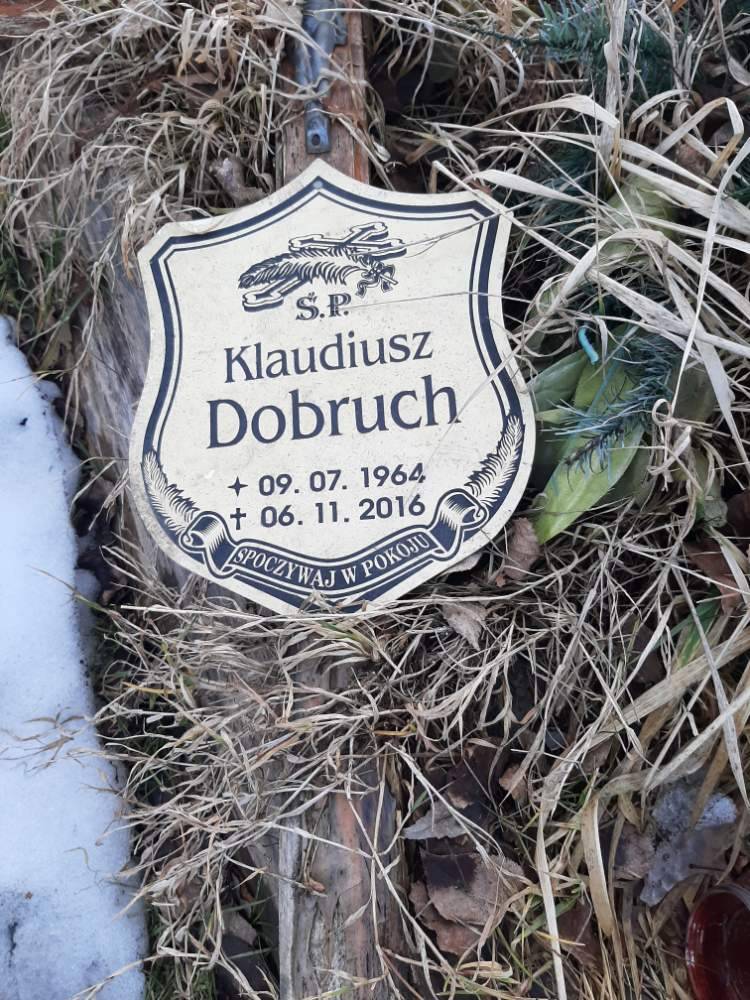 Ś.P.
Klaudiusz
Dobruch
✦ 09. 07. 1964
✝ 06. 11. 2016
SPOCZYWAJ W POKOJU